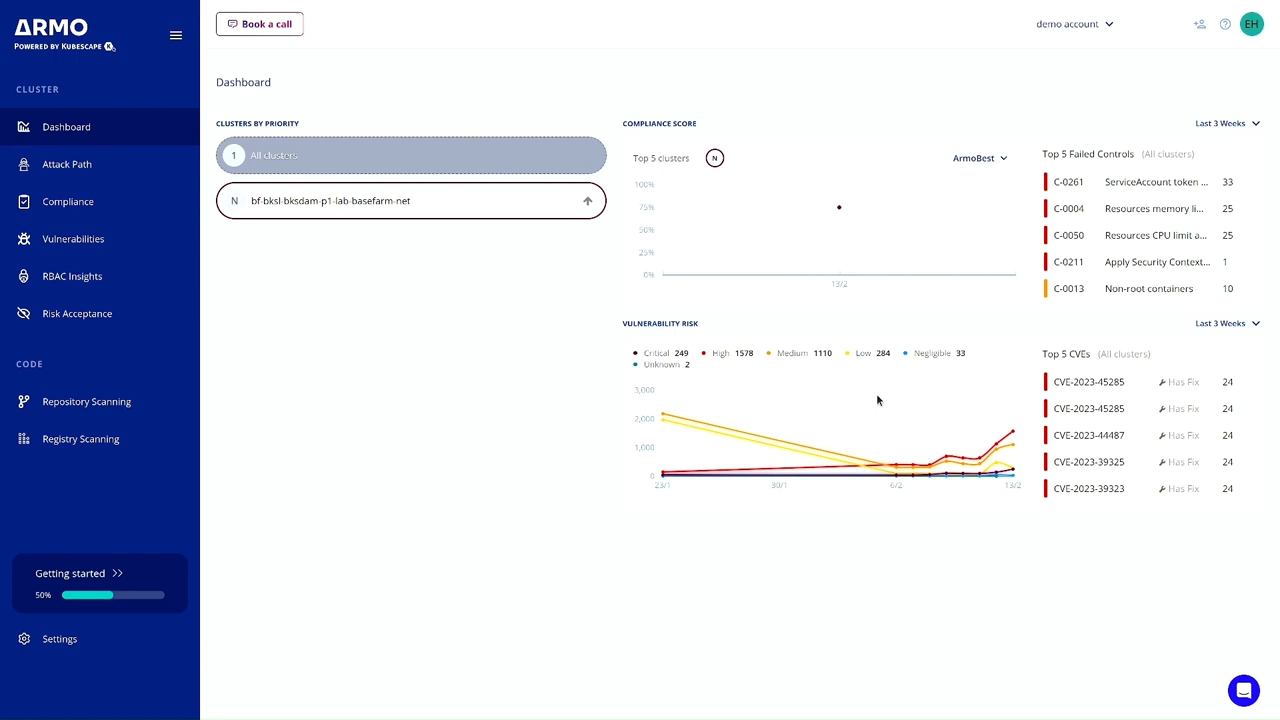 ARMO
POWERED BY KUBESCAPE
CLUSTER
Dashboard
Attack Path
Compliance
Vulnerabilities
RBAC Insights
Risk Acceptance
CODE
Repository Scanning
Registry Scanning
Getting started >>
50%
Settings
Book a call
demo account
EH
Dashboard
CLUSTERS BY PRIORITY
1 All clusters
N bf-bksl-bksdam-p1-lab-basefarm-net
COMPLIANCE SCORE
Last 3 Weeks
Top 5 clusters N
ArmoBest
100%
75%
50%
25%
0%
13/2
Top 5 Failed Controls (All clusters)
C-0261 ServiceAccount token ... 33
C-0004 Resources memory li... 25
C-0050 Resources CPU limit a... 25
C-0211 Apply Security Context... 1
C-0013 Non-root containers 10
VULNERABILITY RISK
Last 3 Weeks
Critical 249 High 1578 Medium 1110 Low 284 Negligible 33
Unknown 2
3,000
2,000
1,000
0
23/1 30/1 6/2 13/2
Top 5 CVEs (All clusters)
CVE-2023-45285 Has Fix 24
CVE-2023-45285 Has Fix 24
CVE-2023-44487 Has Fix 24
CVE-2023-39325 Has Fix 24
CVE-2023-39323 Has Fix 24